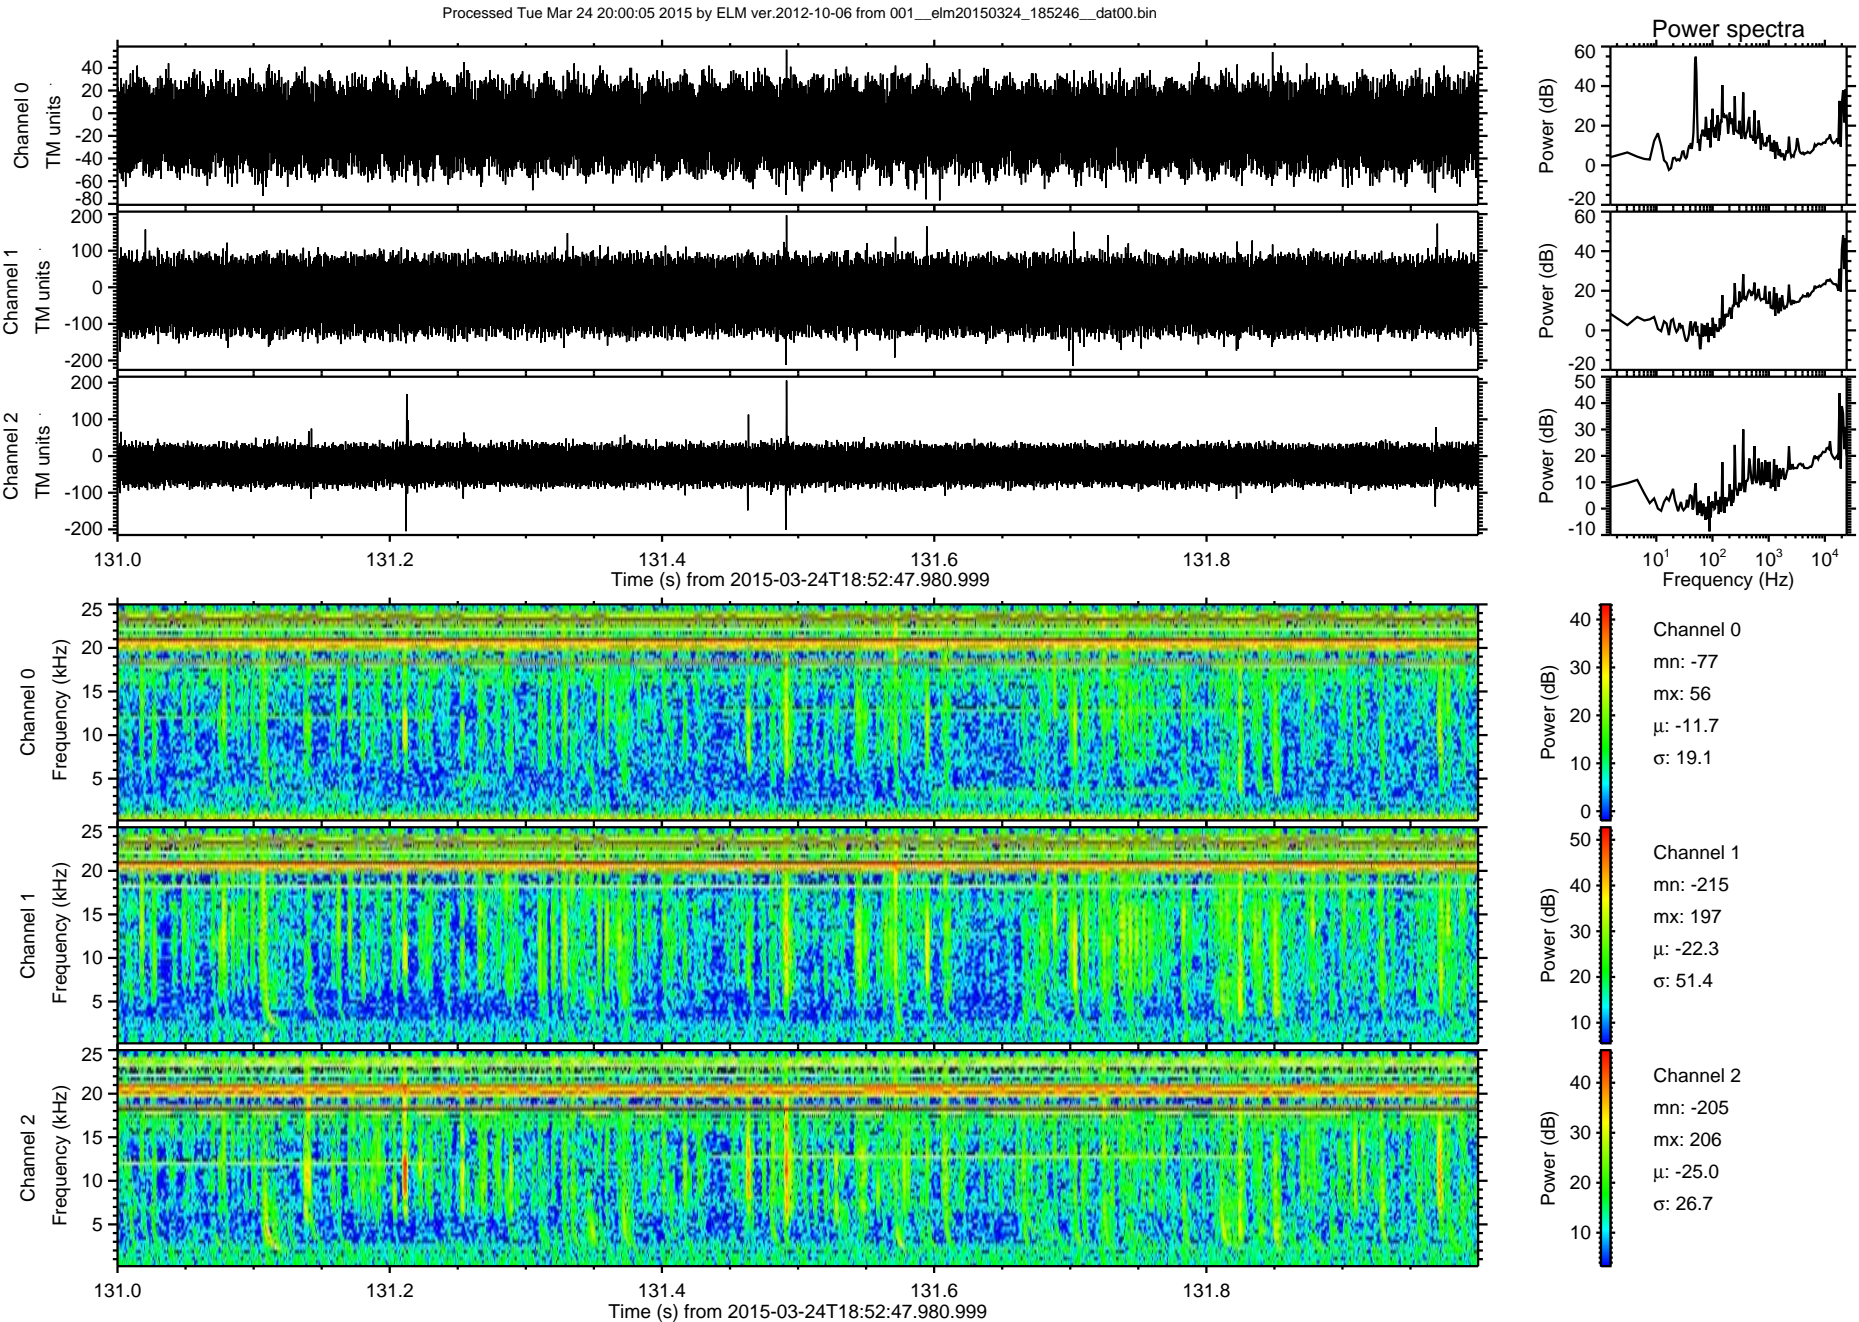 Processed Tue Mar 24 20:00:05 2015 by ELM ver.2012-10-06 from 001__elm20150324_185246__dat00.bin
Power spectra
Channel 0
TM units
40
20
0
-20
-40
-60
-80
Power (dB)
60
40
20
0
-20
Channel 1
TM units
200
100
0
-100
-200
Power (dB)
60
40
20
0
-20
Channel 2
TM units
200
100
0
-100
-200
Power (dB)
50
40
30
20
10
0
-10
131.0 131.2 131.4 131.6 131.8
Time (s) from 2015-03-24T18:52:47.980.999
10¹ 10² 10³ 10⁴
Frequency (Hz)
Channel 0
Frequency (kHz)
25
20
15
10
5
Power (dB)
40
30
20
10
0
Channel 0
mn: -77
mx: 56
μ: -11.7
σ: 19.1
Channel 1
Frequency (kHz)
25
20
15
10
5
Power (dB)
50
40
30
20
10
Channel 1
mn: -215
mx: 197
μ: -22.3
σ: 51.4
Channel 2
Frequency (kHz)
25
20
15
10
5
Power (dB)
40
30
20
10
Channel 2
mn: -205
mx: 206
μ: -25.0
σ: 26.7
131.0 131.2 131.4 131.6 131.8
Time (s) from 2015-03-24T18:52:47.980.999